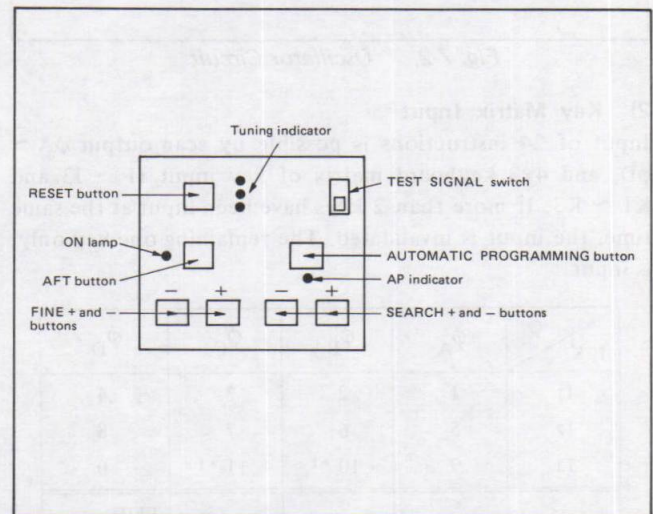 Tuning indicator
RESET button
TEST SIGNAL switch
ON lamp
AUTOMATIC PROGRAMMING button
AFT button
AP indicator
− + − +
FINE + and
buttons
SEARCH + and − buttons